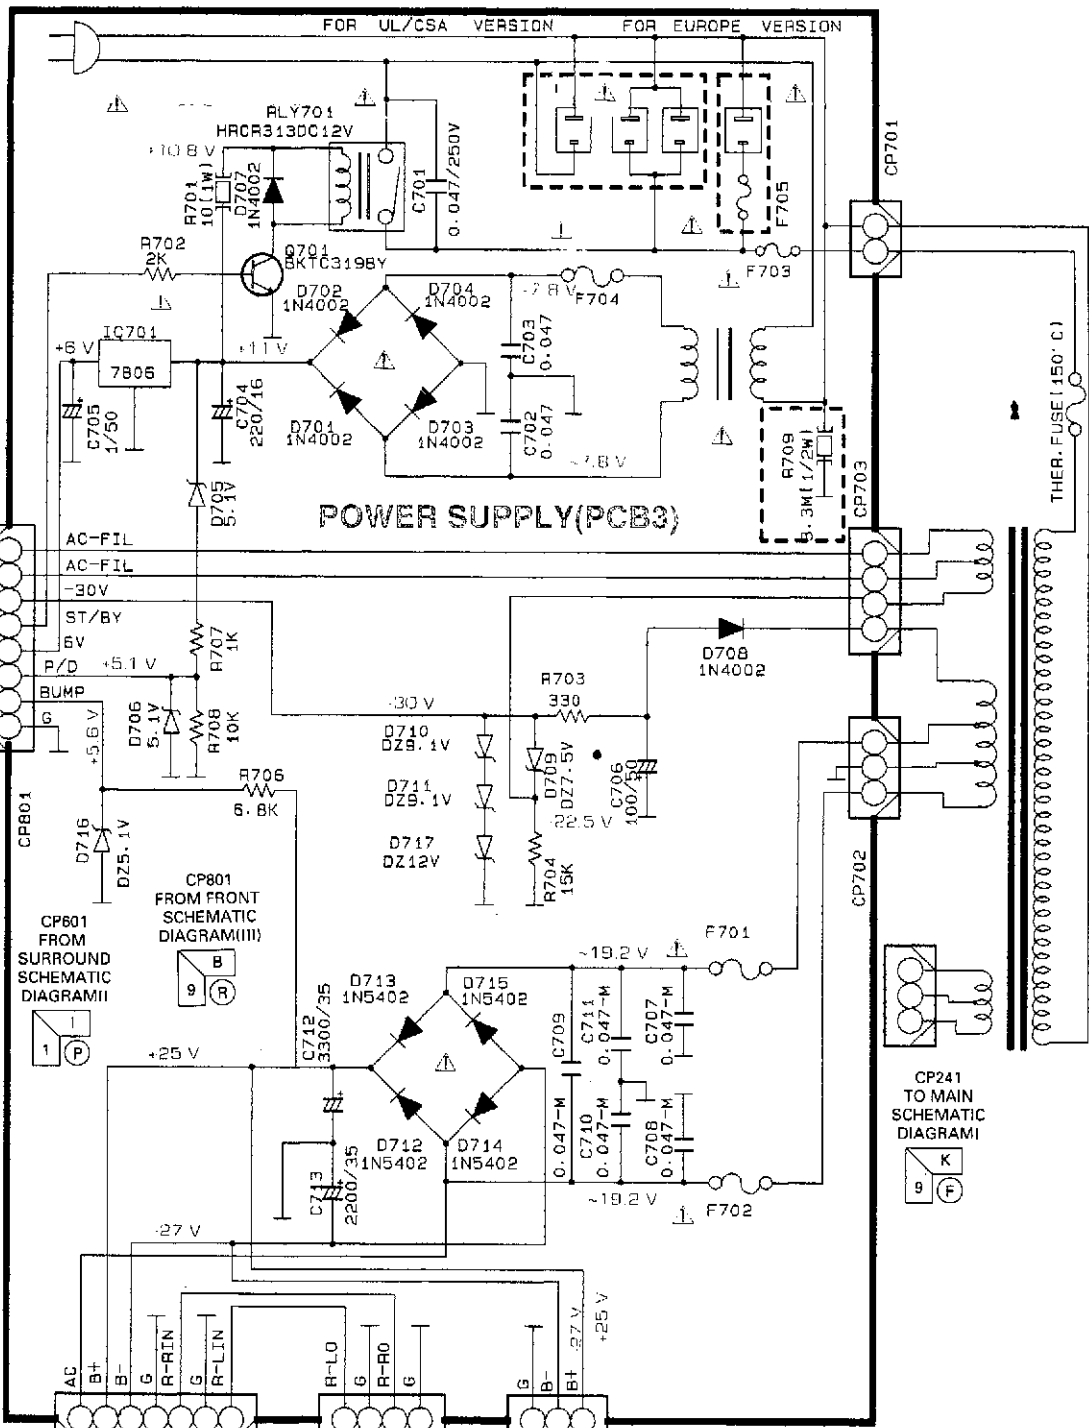 FOR UL/CSA VERSION
FOR EUROPE VERSION
RLY701
HRCR313DC12V
+10.8 V
R701
10(1W)
D707
1N4002
C701
0.047/250V
F705
CP701
R702
2K
Q701
BKTC3198Y
F703
D702
1N4002
D704
1N4002
~7.8 V
F704
IC701
7806
+6 V
+11 V
C703
0.047
C705
1/50
C704
220/16
D701
1N4002
D703
1N4002
C702
0.047
~7.8 V
R709
3.3M(1/2W)
CP703
THER.FUSE(150°C)
D705
5.1V
POWER SUPPLY(PCB3)
AC-FIL
AC-FIL
-30V
ST/BY
6V
P/D
BUMP
G
+5.1 V
+5.6 V
R707
1K
D708
1N4002
R703
330
-30 V
D706
5.1V
R708
10K
D710
DZ9.1V
D709
DZ7.5V
C706
100/50
R706
6.8K
D711
DZ9.1V
-22.5 V
CP801
D716
DZ5.1V
D717
DZ12V
R704
15K
CP702
CP801
FROM FRONT
SCHEMATIC
DIAGRAM(III)
B
9
R
CP601
FROM
SURROUND
SCHEMATIC
DIAGRAMII
I
1
P
~19.2 V
F701
D713
1N5402
D715
1N5402
C712
3300/35
C709
0.047-M
C711
0.047-M
C707
0.047-M
+25 V
CP241
TO MAIN
SCHEMATIC
DIAGRAMI
K
9
F
D712
1N5402
D714
1N5402
C710
0.047-M
C708
0.047-M
C713
2200/35
~19.2 V
F702
-27 V
-27 V
+25 V
AC
B+
B-
G
R-RIN
G
R-LIN
R-LO
G
R-RO
G
G
B-
B+